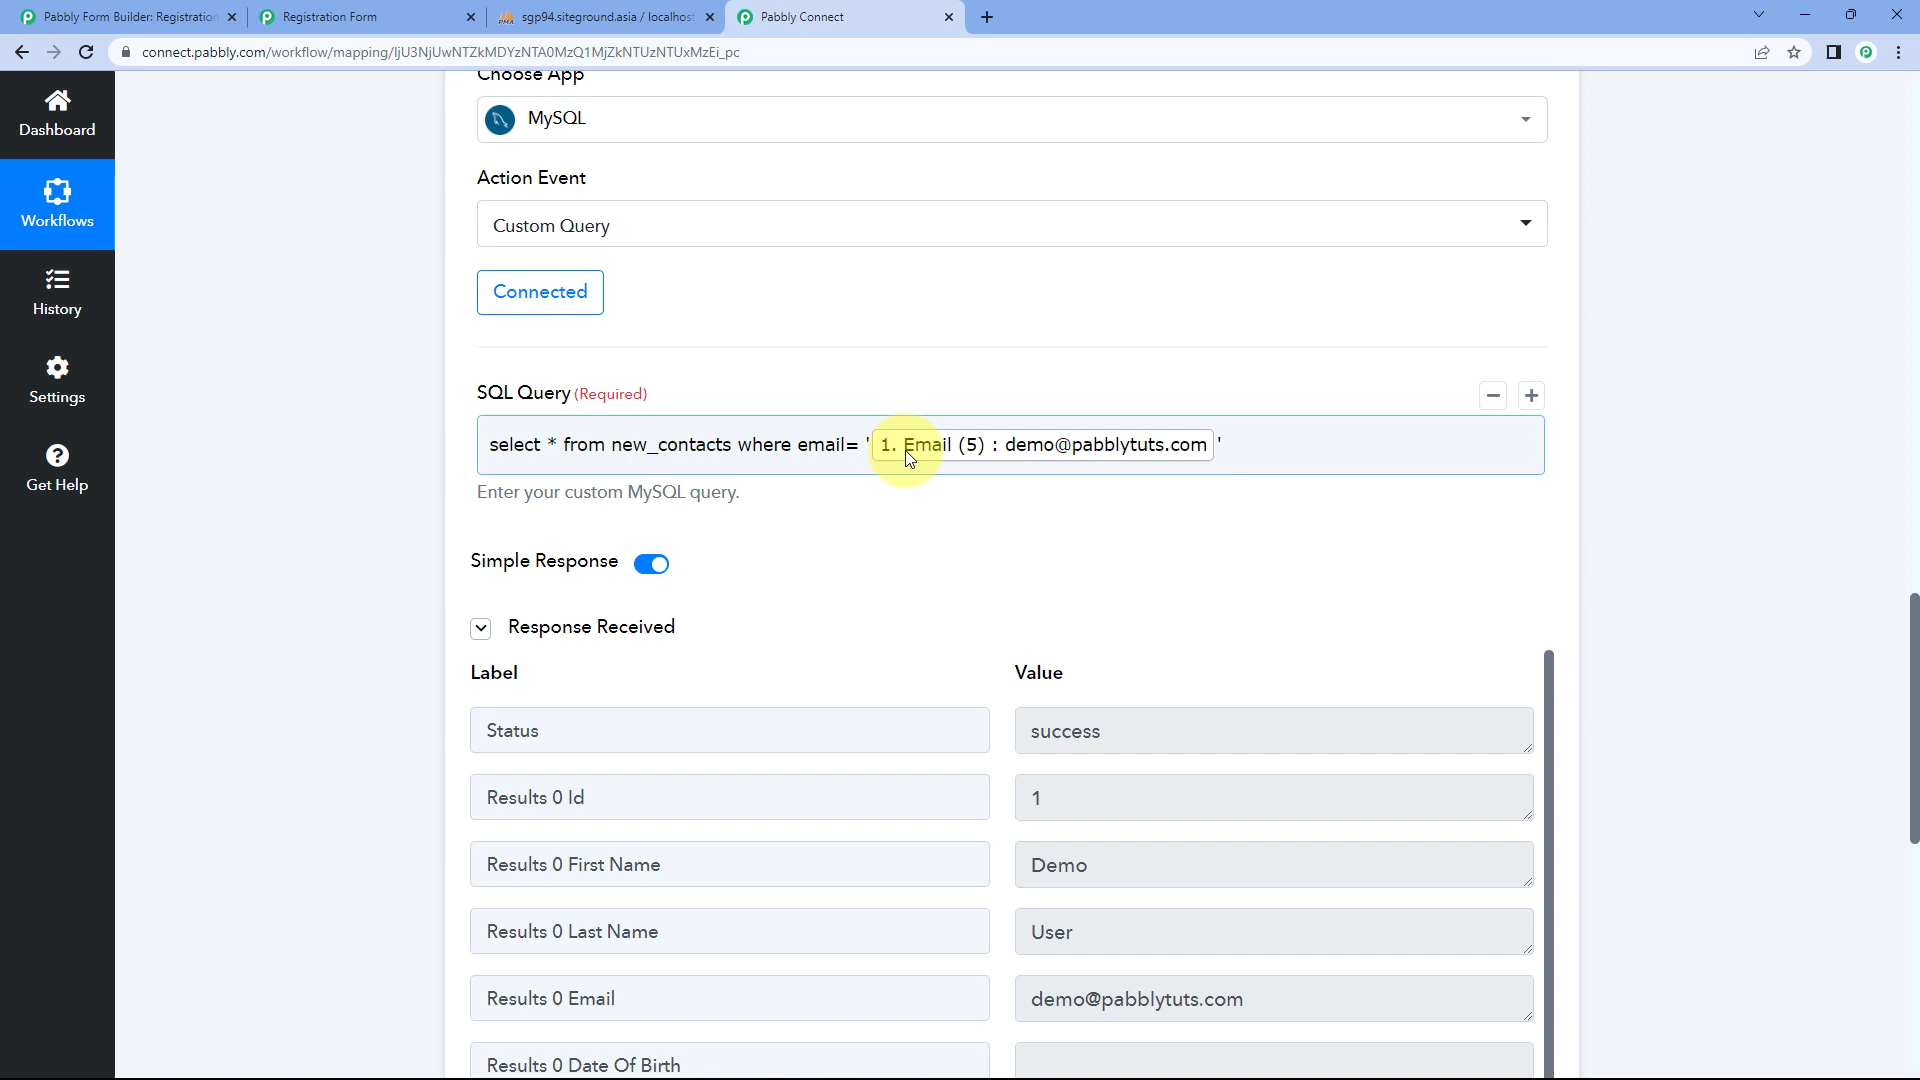 Pabbly Form Builder: Registration
Registration Form
sgp94.siteground.asia / localhost
Pabbly Connect
connect.pabbly.com/workflow/mapping/IjU3NjUwNTZkMDYzNTA0MzQ1MjZkNTUzNTUxMzEi_pc
Choose App
Dashboard
MySQL
Action Event
Workflows
Custom Query
Connected
History
Settings
SQL Query (Required)
select * from new_contacts where email= ' 1. Email (5) : demo@pabblytuts.com '
Get Help
Enter your custom MySQL query.
Simple Response
Response Received
Label Value
Status success
Results 0 Id 1
Results 0 First Name Demo
Results 0 Last Name User
Results 0 Email demo@pabblytuts.com
Results 0 Date Of Birth